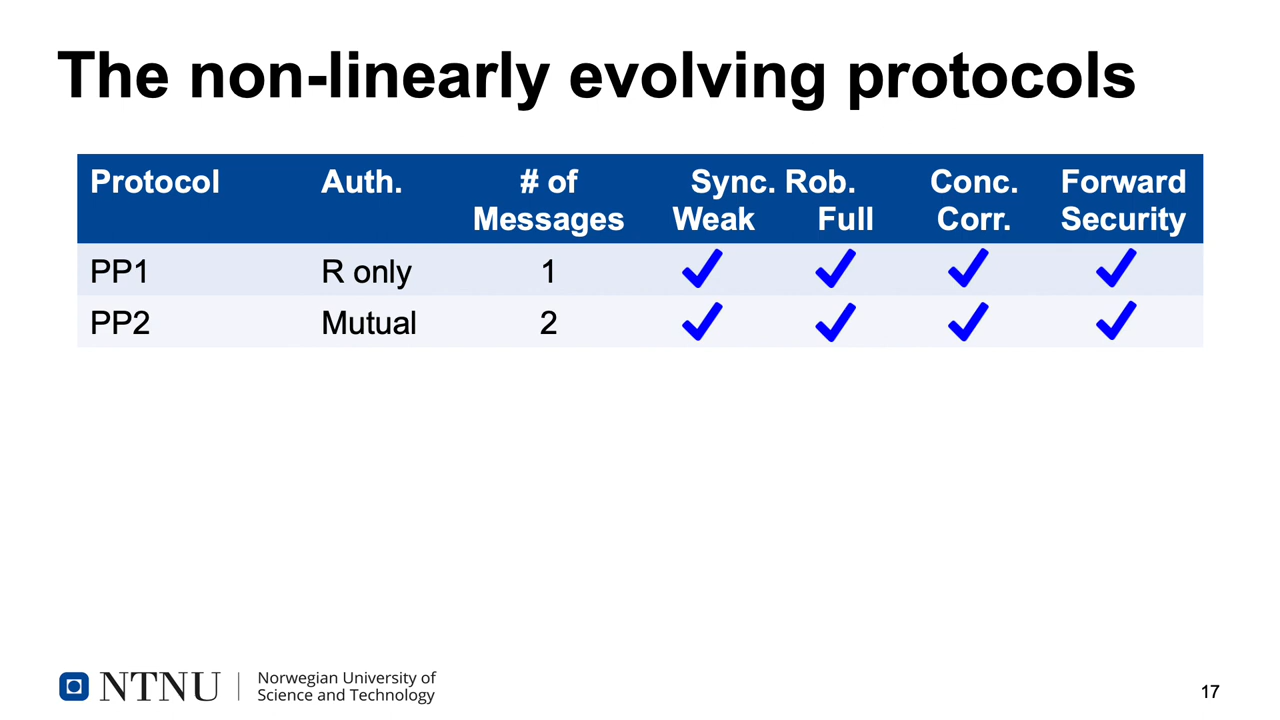 The non-linearly evolving protocols
Protocol Auth. # of Messages Sync. Rob. Weak Full Conc. Corr. Forward Security
PP1 R only 1 ✓ ✓ ✓ ✓
PP2 Mutual 2 ✓ ✓ ✓ ✓
NTNU
Norwegian University of
Science and Technology
17